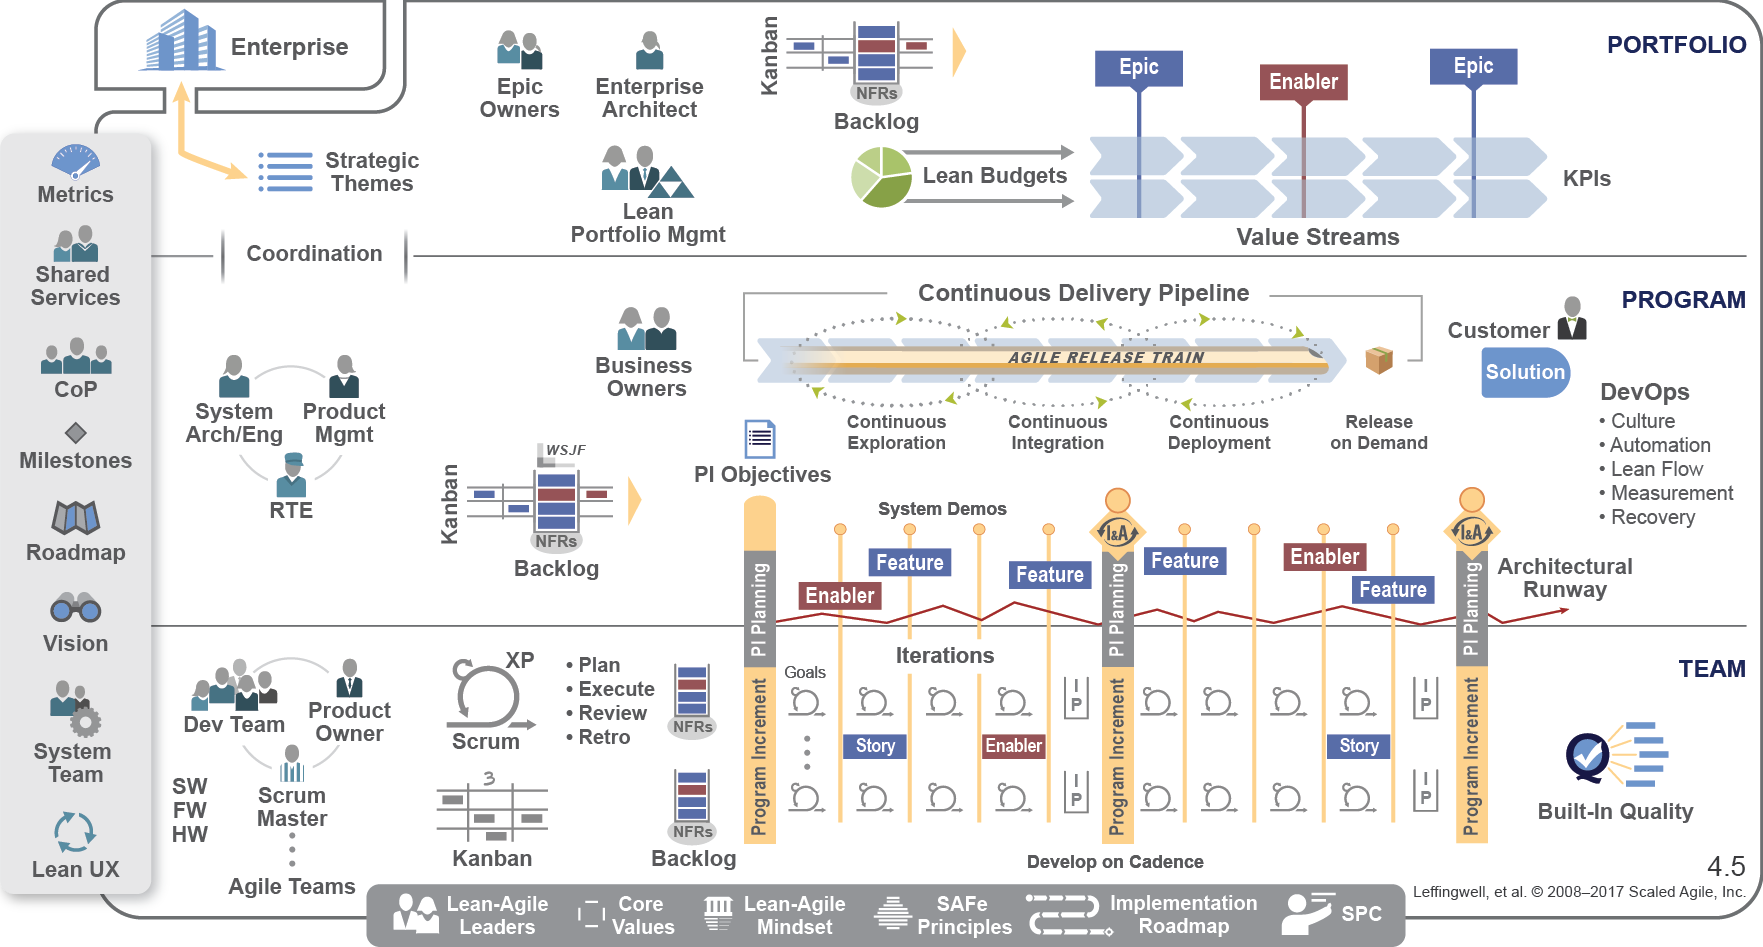 Enterprise
Strategic
Themes
Epic
Owners
Enterprise
Architect
Lean
Portfolio Mgmt
Kanban
NFRs
Backlog
Lean Budgets
Epic
Enabler
Epic
KPIs
Value Streams
PORTFOLIO
Metrics
Shared
Services
CoP
Milestones
Roadmap
Vision
System
Team
Lean UX
Coordination
System
Arch/Eng
Product
Mgmt
RTE
Business
Owners
Kanban
WSJF
NFRs
Backlog
Continuous Delivery Pipeline
AGILE RELEASE TRAIN
Continuous
Exploration
Continuous
Integration
Continuous
Deployment
Release
on Demand
PROGRAM
Customer
Solution
DevOps
• Culture
• Automation
• Lean Flow
• Measurement
• Recovery
PI Objectives
System Demos
I&A
I&A
PI Planning
Enabler
Feature
Feature
PI Planning
Feature
Enabler
Feature
PI Planning
Architectural
Runway
TEAM
Dev Team
Product
Owner
Scrum
Master
SW
FW
HW
Agile Teams
XP
Scrum
• Plan
• Execute
• Review
• Retro
NFRs
3
Kanban
NFRs
Backlog
Iterations
Goals
Program Increment
Story
Enabler
I
P
I
P
Program Increment
Story
I
P
I
P
Program Increment
Develop on Cadence
Built-In Quality
4.5
Leffingwell, et al. © 2008–2017 Scaled Agile, Inc.
Lean-Agile
Leaders
Core
Values
Lean-Agile
Mindset
SAFe
Principles
Implementation
Roadmap
SPC